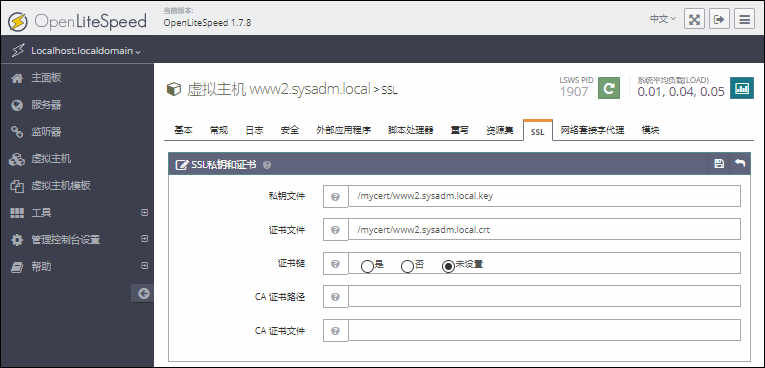 OpenLiteSpeed
当前版本:
OpenLiteSpeed 1.7.8
中文
Localhost.localdomain
主面板
服务器
监听器
虚拟主机
虚拟主机模板
工具
管理控制台设置
帮助
虚拟主机 www2.sysadm.local > SSL
LSWS PID
1907
系统平均负载(LOAD)
0.01, 0.04, 0.05
基本 常规 日志 安全 外部应用程序 脚本处理器 重写 资源集 SSL 网络套接字代理 模块
SSL私钥和证书
私钥文件 /mycert/www2.sysadm.local.key
证书文件 /mycert/www2.sysadm.local.crt
证书链 是 否 未设置
CA 证书路径
CA 证书文件